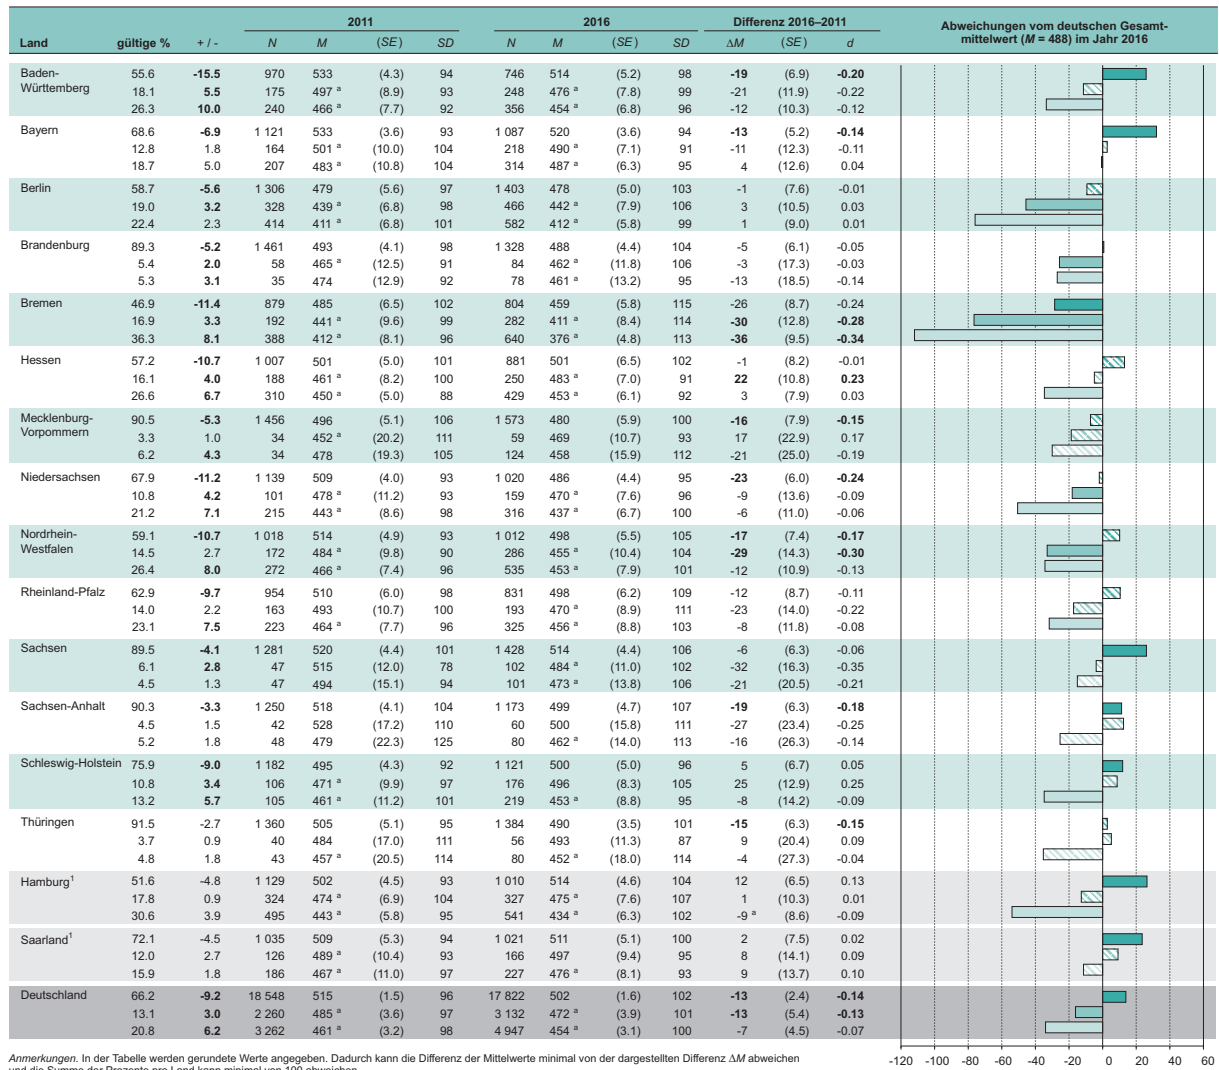 2011 2016 Differenz 2016–2011 Abweichungen vom deutschen Gesamt-
mittelwert (M = 488) im Jahr 2016
Land gültige % + / - N M (SE) SD N M (SE) SD ΔM (SE) d
Baden-Württemberg 55.6 -15.5 970 533 (4.3) 94 746 514 (5.2) 98 -19 (6.9) -0.20
18.1 5.5 175 497 a (8.9) 93 248 476 a (7.8) 99 -21 (11.9) -0.22
26.3 10.0 240 466 a (7.7) 92 356 454 a (6.8) 96 -12 (10.3) -0.12
Bayern 68.6 -6.9 1 121 533 (3.6) 93 1 087 520 (3.6) 94 -13 (5.2) -0.14
12.8 1.8 164 501 a (10.0) 104 218 490 a (7.1) 91 -11 (12.3) -0.11
18.7 5.0 207 483 a (10.8) 104 314 487 a (6.3) 95 4 (12.6) 0.04
Berlin 58.7 -5.6 1 306 479 (5.6) 97 1 403 478 (5.0) 103 -1 (7.6) -0.01
19.0 3.2 328 439 a (6.8) 98 466 442 a (7.9) 106 3 (10.5) 0.03
22.4 2.3 414 411 a (6.8) 101 582 412 a (5.8) 99 1 (9.0) 0.01
Brandenburg 89.3 -5.2 1 461 493 (4.1) 98 1 328 488 (4.4) 104 -5 (6.1) -0.05
5.4 2.0 58 465 a (12.5) 91 84 462 a (11.8) 106 -3 (17.3) -0.03
5.3 3.1 35 474 (12.9) 92 78 461 a (13.2) 95 -13 (18.5) -0.14
Bremen 46.9 -11.4 879 485 (6.5) 102 804 459 (5.8) 115 -26 (8.7) -0.24
16.9 3.3 192 441 a (9.6) 99 282 411 a (8.4) 114 -30 (12.8) -0.28
36.3 8.1 388 412 a (8.1) 96 640 376 a (4.8) 113 -36 (9.5) -0.34
Hessen 57.2 -10.7 1 007 501 (5.0) 101 881 501 (6.5) 102 -1 (8.2) -0.01
16.1 4.0 188 461 a (8.2) 100 250 483 a (7.0) 91 22 (10.8) 0.23
26.6 6.7 310 450 a (5.0) 88 429 453 a (6.1) 92 3 (7.9) 0.03
Mecklenburg-Vorpommern 90.5 -5.3 1 456 496 (5.1) 106 1 573 480 (5.9) 100 -16 (7.9) -0.15
3.3 1.0 34 452 a (20.2) 111 59 469 (10.7) 93 17 (22.9) 0.17
6.2 4.3 34 478 (19.3) 105 124 458 (15.9) 112 -21 (25.0) -0.19
Niedersachsen 67.9 -11.2 1 139 509 (4.0) 93 1 020 486 (4.4) 95 -23 (6.0) -0.24
10.8 4.2 101 478 a (11.2) 93 159 470 a (7.6) 96 -9 (13.6) -0.09
21.2 7.1 215 443 a (8.6) 98 316 437 a (6.7) 100 -6 (11.0) -0.06
Nordrhein-Westfalen 59.1 -10.7 1 018 514 (4.9) 93 1 012 498 (5.5) 105 -17 (7.4) -0.17
14.5 2.7 172 484 a (9.8) 90 286 455 a (10.4) 104 -29 (14.3) -0.30
26.4 8.0 272 466 a (7.4) 96 535 453 a (7.9) 101 -12 (10.9) -0.13
Rheinland-Pfalz 62.9 -9.7 954 510 (6.0) 98 831 498 (6.2) 109 -12 (8.7) -0.11
14.0 2.2 163 493 (10.7) 100 193 470 a (8.9) 111 -23 (14.0) -0.22
23.1 7.5 223 464 a (7.7) 96 325 456 a (8.8) 103 -8 (11.8) -0.08
Sachsen 89.5 -4.1 1 281 520 (4.4) 101 1 428 514 (4.4) 106 -6 (6.3) -0.06
6.1 2.8 47 515 (12.0) 78 102 484 a (11.0) 102 -32 (16.3) -0.35
4.5 1.3 47 494 (15.1) 94 101 473 a (13.8) 106 -21 (20.5) -0.21
Sachsen-Anhalt 90.3 -3.3 1 250 518 (4.1) 104 1 173 499 (4.7) 107 -19 (6.3) -0.18
4.5 1.5 42 528 (17.2) 110 60 500 (15.8) 111 -27 (23.4) -0.25
5.2 1.8 48 479 (22.3) 125 80 462 a (14.0) 113 -16 (26.3) -0.14
Schleswig-Holstein 75.9 -9.0 1 182 495 (4.3) 92 1 121 500 (5.0) 96 5 (6.7) 0.05
10.8 3.4 106 471 a (9.9) 97 176 496 (8.3) 105 25 (12.9) 0.25
13.2 5.7 105 461 a (11.2) 101 219 453 a (8.8) 95 -8 (14.2) -0.09
Thüringen 91.5 -2.7 1 360 505 (5.1) 95 1 384 490 (3.5) 101 -15 (6.3) -0.15
3.7 0.9 40 484 (17.0) 111 56 493 (11.3) 87 9 (20.4) 0.09
4.8 1.8 43 457 a (20.5) 114 80 452 a (18.0) 114 -4 (27.3) -0.04
Hamburg1 51.6 -4.8 1 129 502 (4.5) 93 1 010 514 (4.6) 104 12 (6.5) 0.13
17.8 0.9 324 474 a (6.9) 104 327 475 a (7.6) 107 1 (10.3) 0.01
30.6 3.9 495 443 a (5.8) 95 541 434 a (6.3) 102 -9 a (8.6) -0.09
Saarland1 72.1 -4.5 1 035 509 (5.3) 94 1 021 511 (5.1) 100 2 (7.5) 0.02
12.0 2.7 126 489 a (10.4) 93 166 497 (9.4) 95 8 (14.1) 0.09
15.9 1.8 186 467 a (11.0) 97 227 476 a (8.1) 93 9 (13.7) 0.10
Deutschland 66.2 -9.2 18 548 515 (1.5) 96 17 822 502 (1.6) 102 -13 (2.4) -0.14
13.1 3.0 2 260 485 a (3.6) 97 3 132 472 a (3.9) 101 -13 (5.4) -0.13
20.8 6.2 3 262 461 a (3.2) 98 4 947 454 a (3.1) 100 -7 (4.5) -0.07
-120 -100 -80 -60 -40 -20 0 20 40 60
Anmerkungen. In der Tabelle werden gerundete Werte angegeben. Dadurch kann die Differenz der Mittelwerte minimal von der dargestellten Differenz ΔM abweichen
und die Summe der Prozente pro Land kann minimal von 100 abweichen.